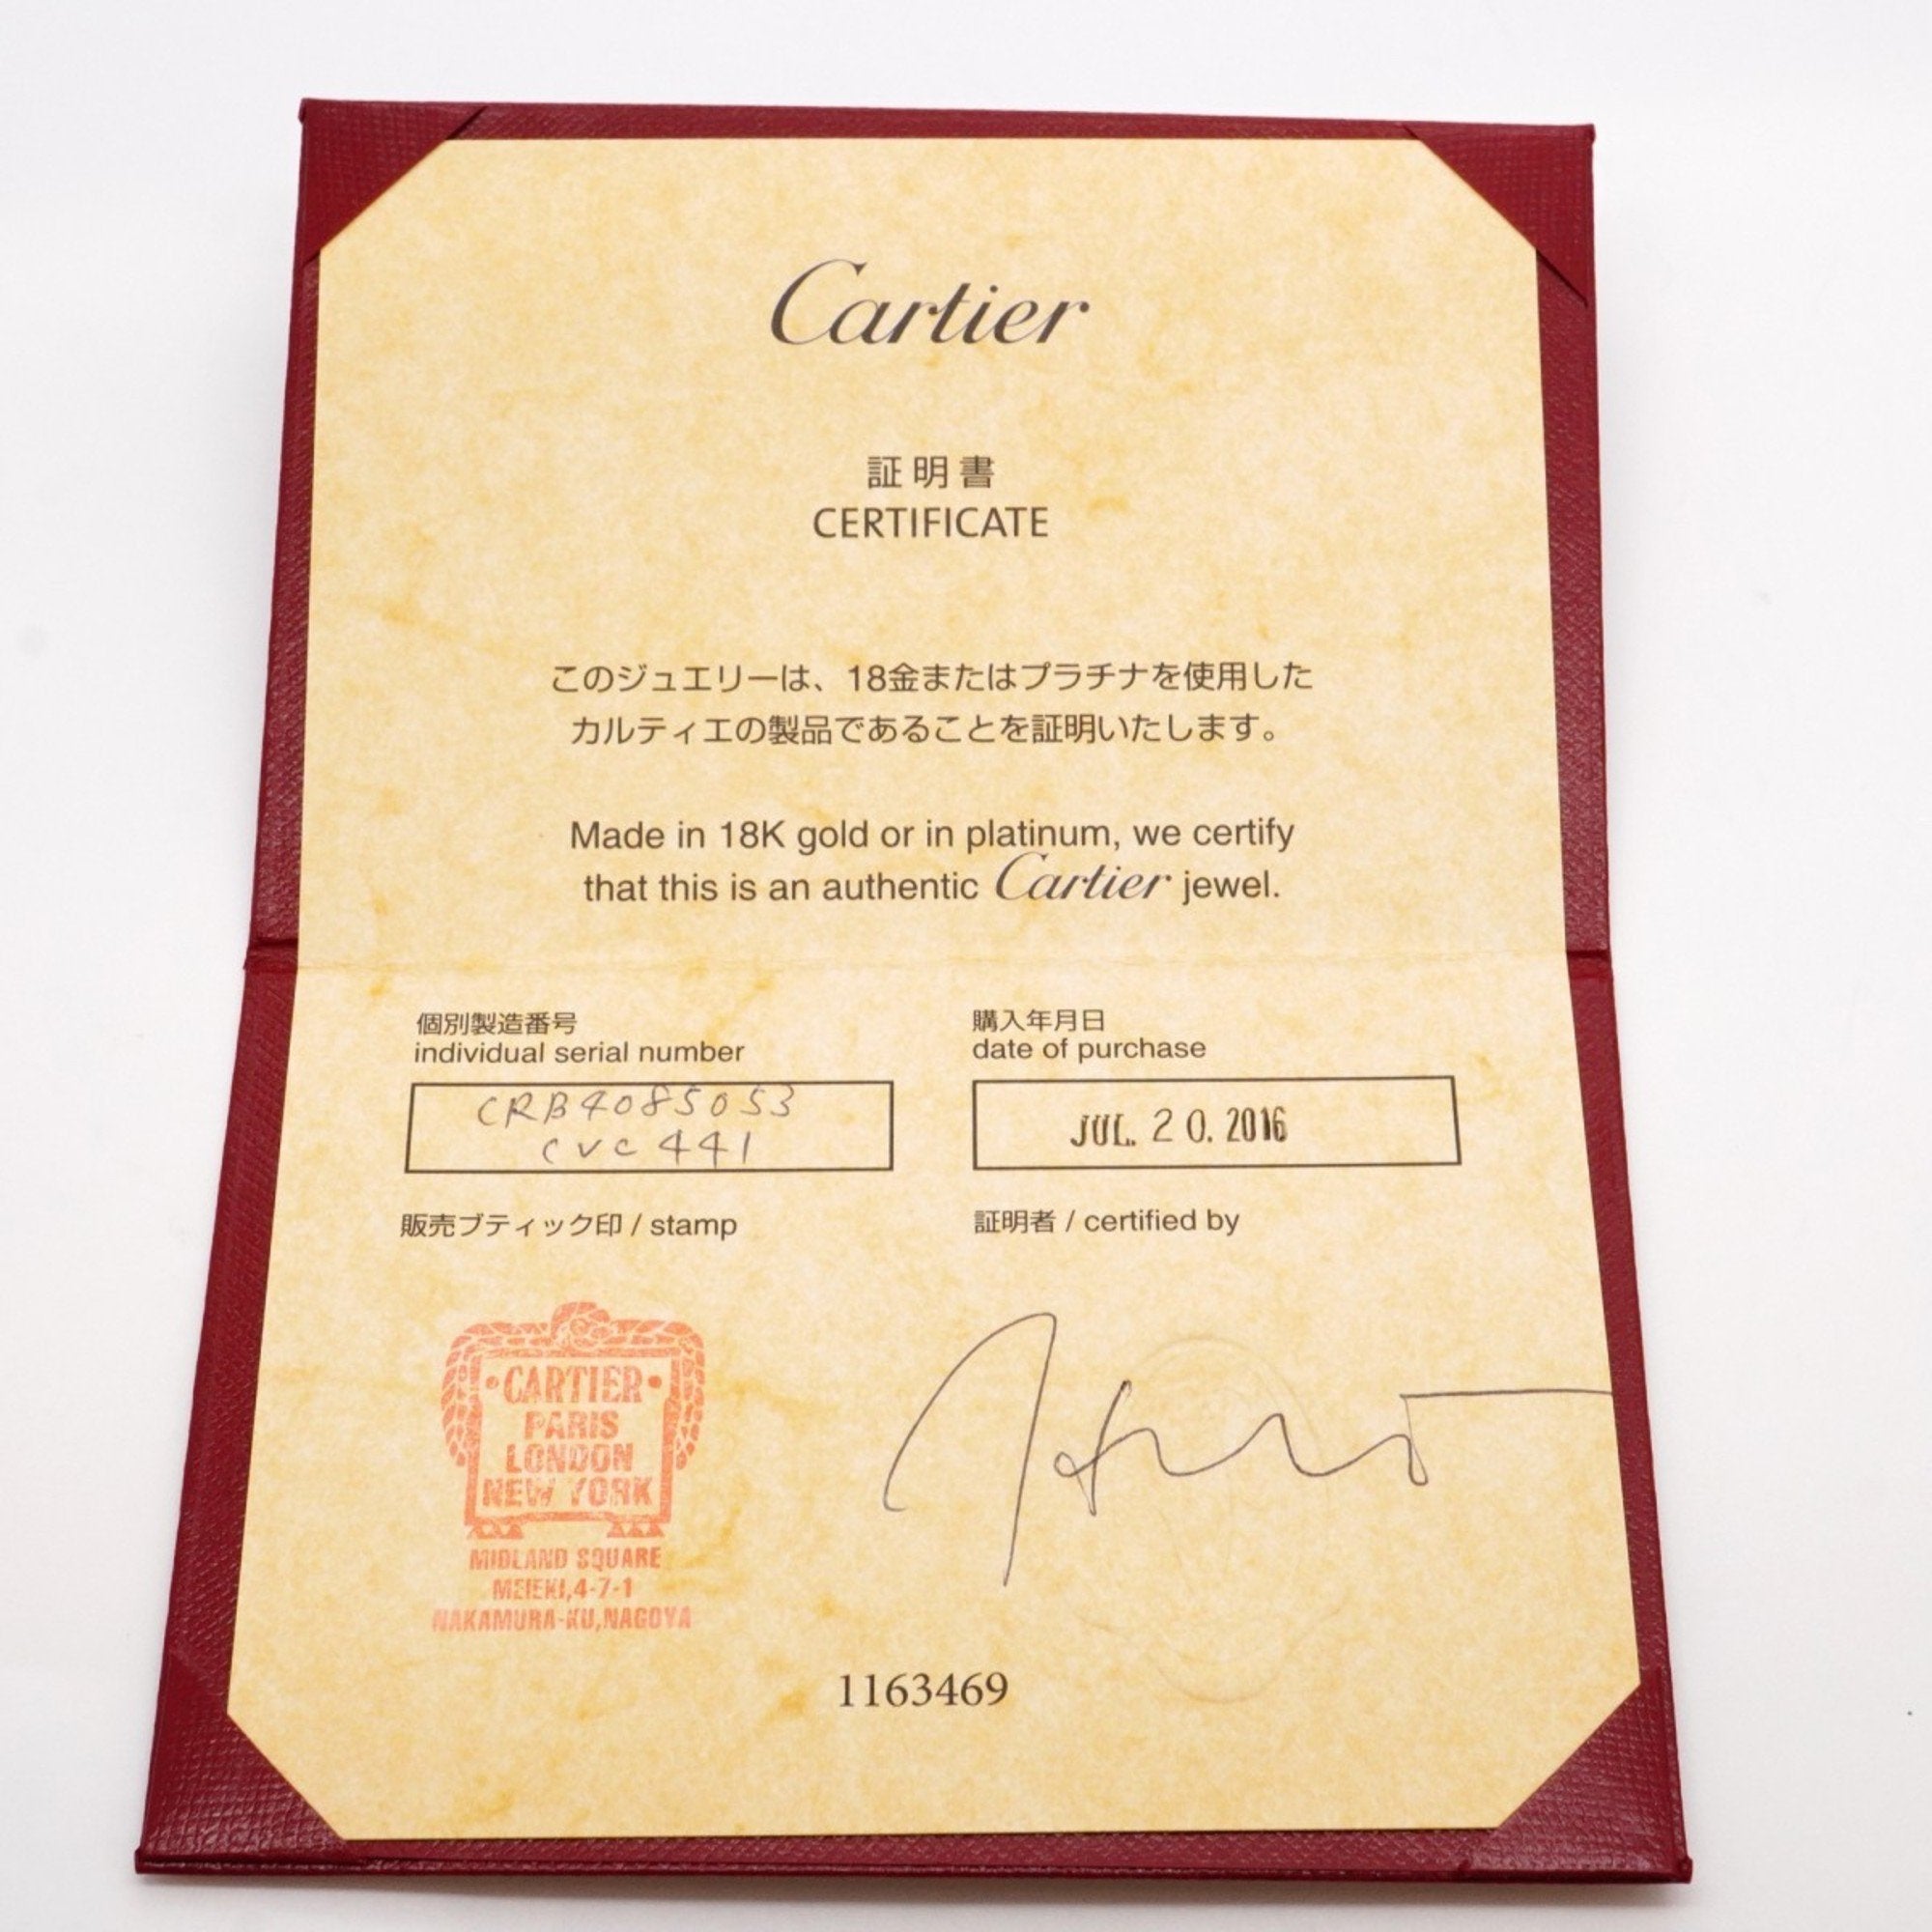 Cartier
証明書
CERTIFICATE
このジュエリーは、18金またはプラチナを使用した
カルティエの製品であることを証明いたします。
Made in 18K gold or in platinum, we certify
that this is an authentic Cartier jewel.
個別製造番号
individual serial number
CRB4085053
CVC441
購入年月日
date of purchase
JUL. 20. 2016
販売ブティック印 / stamp
証明者 / certified by
•CARTIER•
PARIS
LONDON
NEW YORK
MIDLAND SQUARE
MEIEKI,4-7-1
NAKAMURA-KU,NAGOYA
1163469